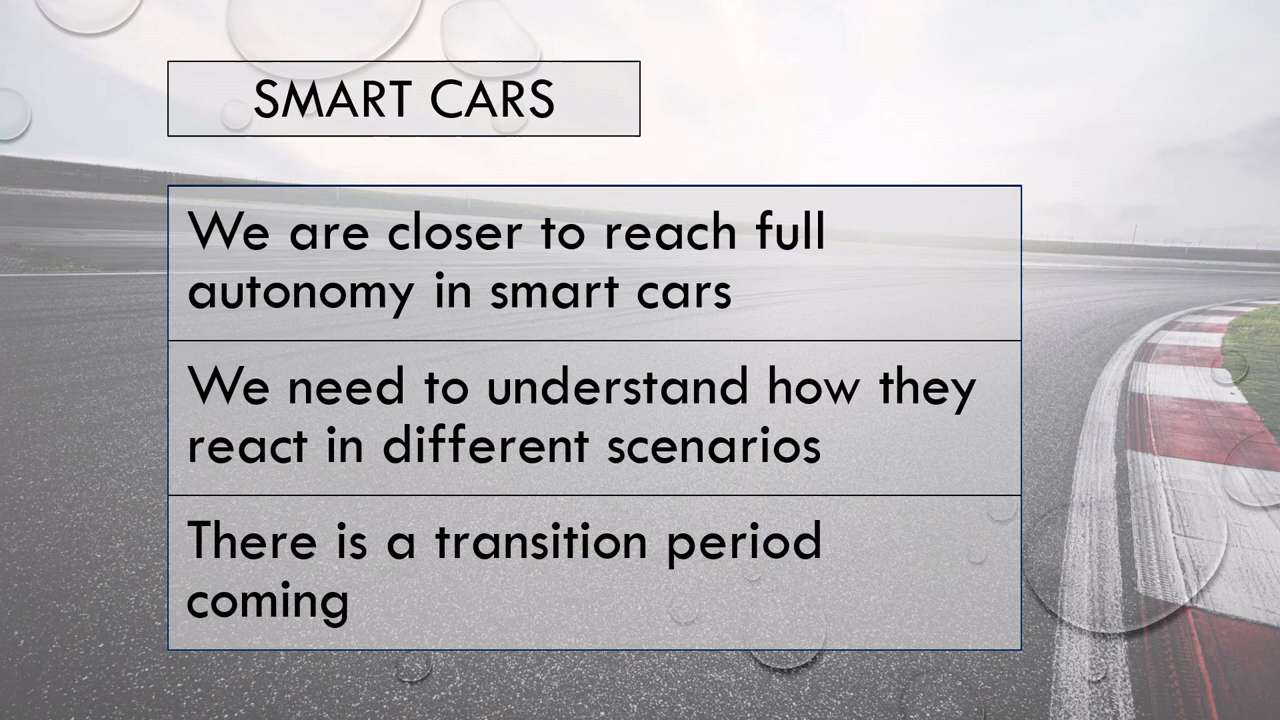 SMART CARS
We are closer to reach full
autonomy in smart cars
We need to understand how they
react in different scenarios
There is a transition period
coming